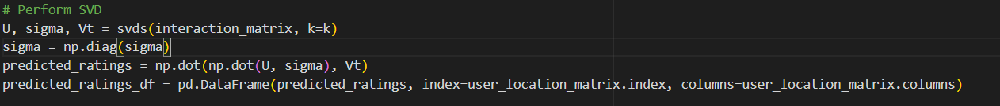 # Perform SVD
U, sigma, Vt = svds(interaction_matrix, k=k)
sigma = np.diag(sigma)
predicted_ratings = np.dot(np.dot(U, sigma), Vt)
predicted_ratings_df = pd.DataFrame(predicted_ratings, index=user_location_matrix.index, columns=user_location_matrix.columns)